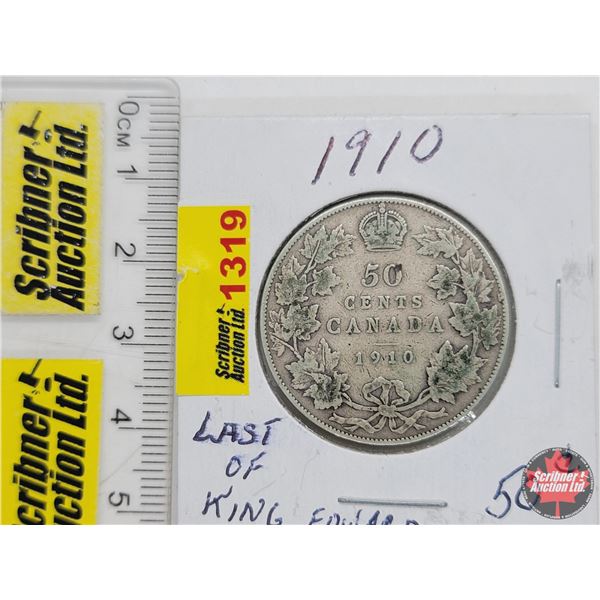 0CM 1
2
3
4
5
Scribner
Auction Ltd.
Scribner
Auction Ltd.
1910
1319
Scribner
Auction Ltd.
50
CENTS
CANADA
1910
LAST
OF
KING EDWARD
50
Scribner
Auction Ltd.